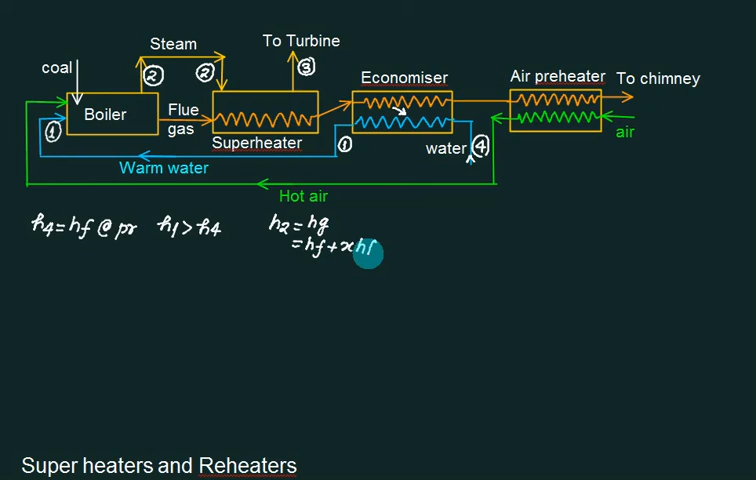 Steam
To Turbine
coal
②
②
③
Economiser
Air preheater
To chimney
Boiler
Flue
gas
①
Superheater
①
water
④
air
Warm water
Hot air
h4 = hf @ pr h1 > h4 h2 = hg
= hf + x hf
Super heaters and Reheaters